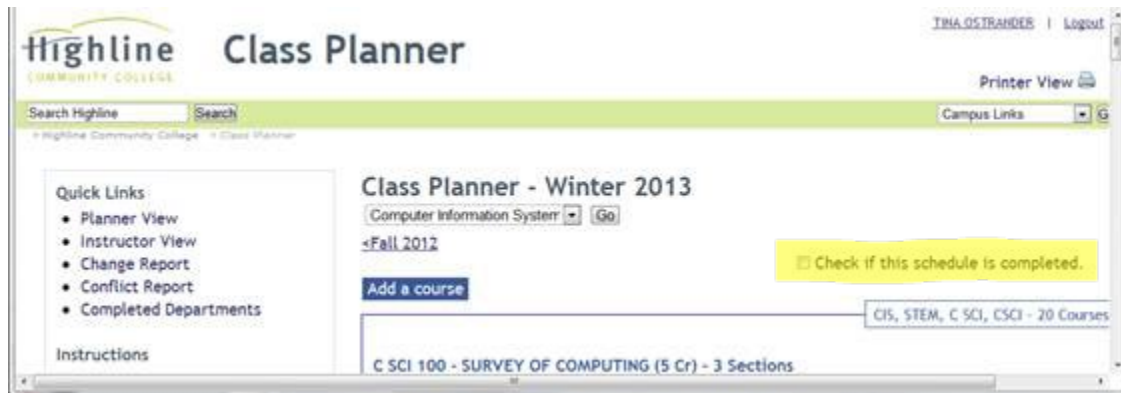 TINA OSTRANDER | Logout
Highline
COMMUNITY COLLEGE
Class Planner
Printer View
Search Highline Search
Campus Links G
Highline Community College Class Planner
Quick Links
Planner View
Instructor View
Change Report
Conflict Report
Completed Departments
Instructions
Class Planner - Winter 2013
Computer Information System Go
<Fall 2012
Check if this schedule is completed.
Add a course
CIS, STEM, C SCI, CSCI - 20 Courses
C SCI 100 - SURVEY OF COMPUTING (5 Cr) - 3 Sections